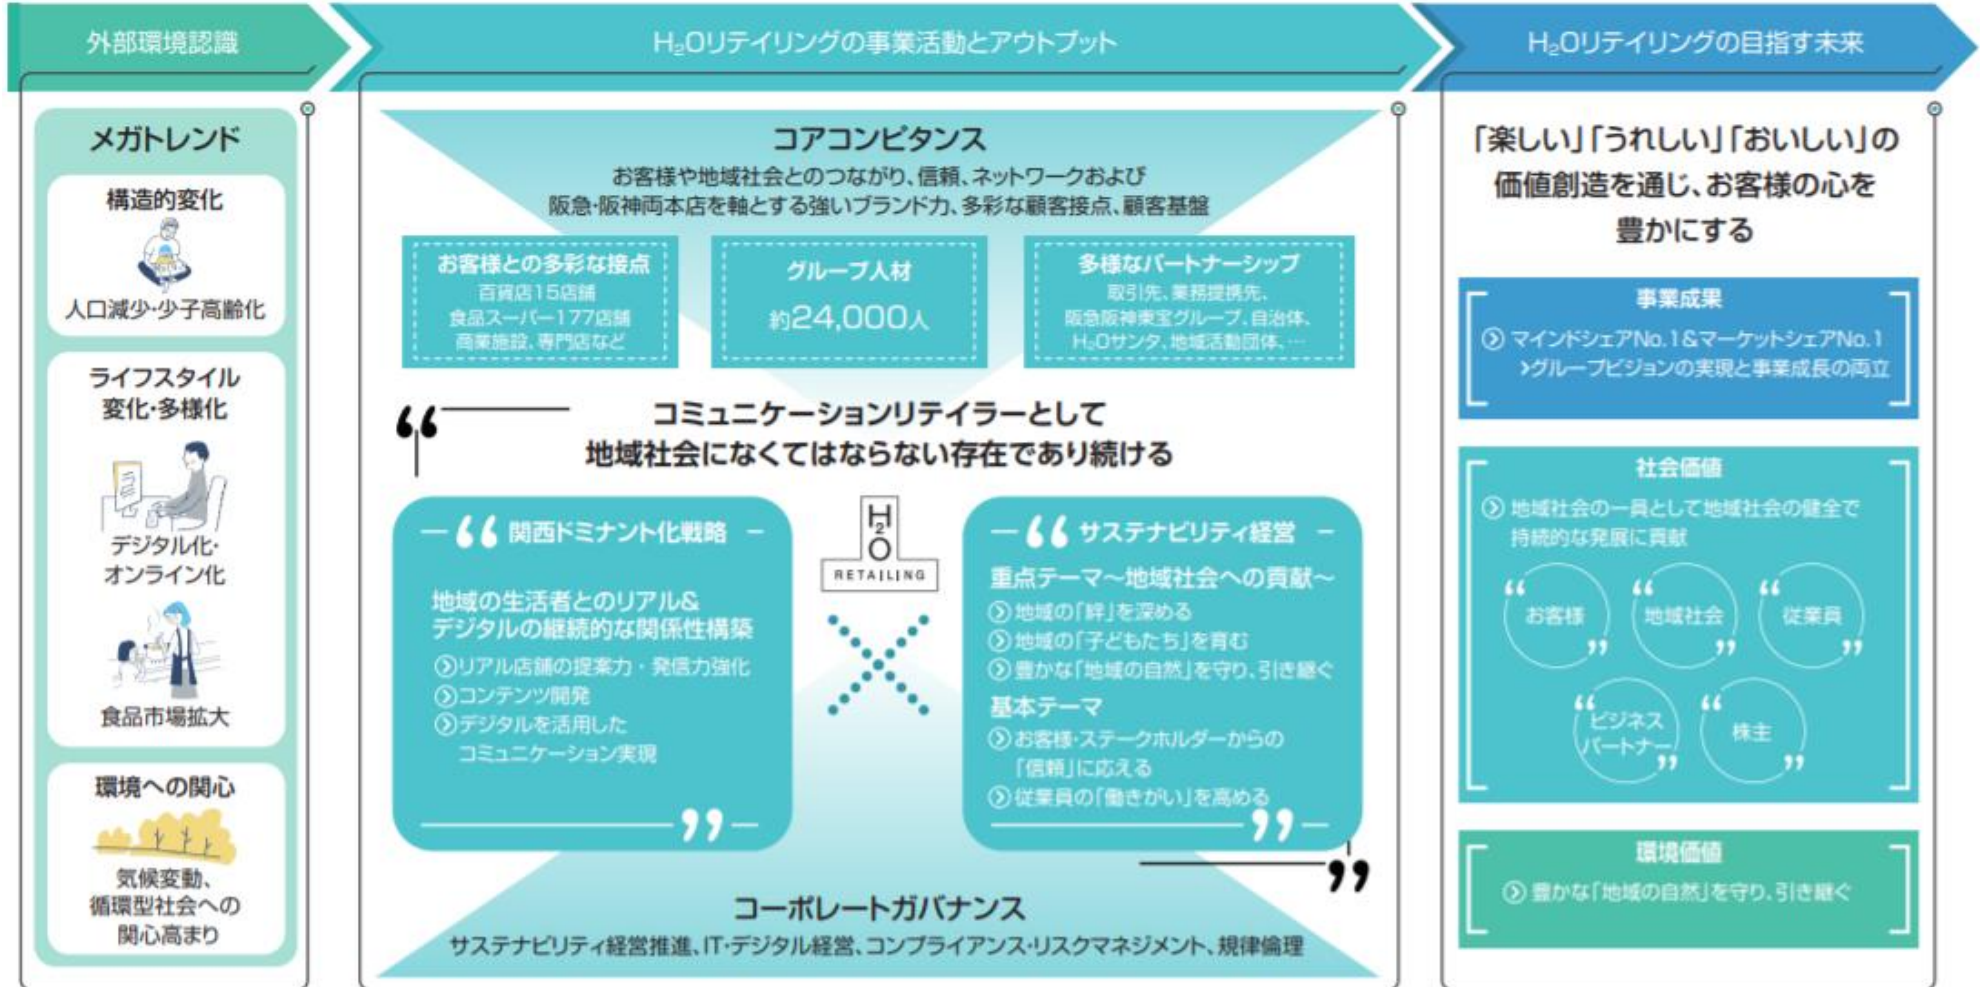 外部環境認識
H₂Oリテイリングの事業活動とアウトプット
H₂Oリテイリングの目指す未来
メガトレンド
構造的変化
人口減少・少子高齢化
ライフスタイル
変化・多様化
デジタル化・
オンライン化
食品市場拡大
環境への関心
気候変動、
循環型社会への
関心高まり
コアコンピタンス
お客様や地域社会とのつながり、信頼、ネットワークおよび
阪急・阪神両本店を軸とする強いブランド力、多彩な顧客接点、顧客基盤
お客様との多彩な接点
百貨店15店舗
食品スーパー177店舗
商業施設、専門店など
グループ人材
約24,000人
多様なパートナーシップ
取引先、業務提携先、
阪急阪神東宝グループ、自治体、
H₂Oサンタ、地域活動団体、…
コミュニケーションリテイラーとして
地域社会になくてはならない存在であり続ける
関西ドミナント化戦略
地域の生活者とのリアル&
デジタルの継続的な関係性構築
リアル店舗の提案力・発信力強化
コンテンツ開発
デジタルを活用した
コミュニケーション実現
H₂O
RETAILING
サステナビリティ経営
重点テーマ～地域社会への貢献～
地域の「絆」を深める
地域の「子どもたち」を育む
豊かな「地域の自然」を守り、引き継ぐ
基本テーマ
お客様・ステークホルダーからの
「信頼」に応える
従業員の「働きがい」を高める
コーポレートガバナンス
サステナビリティ経営推進、IT・デジタル経営、コンプライアンス・リスクマネジメント、規律倫理
「楽しい」「うれしい」「おいしい」の
価値創造を通じ、お客様の心を
豊かにする
事業成果
マインドシェアNo.1&マーケットシェアNo.1
グループビジョンの実現と事業成長の両立
社会価値
地域社会の一員として地域社会の健全で
持続的な発展に貢献
お客様
地域社会
従業員
ビジネス
パートナー
株主
環境価値
豊かな「地域の自然」を守り、引き継ぐ